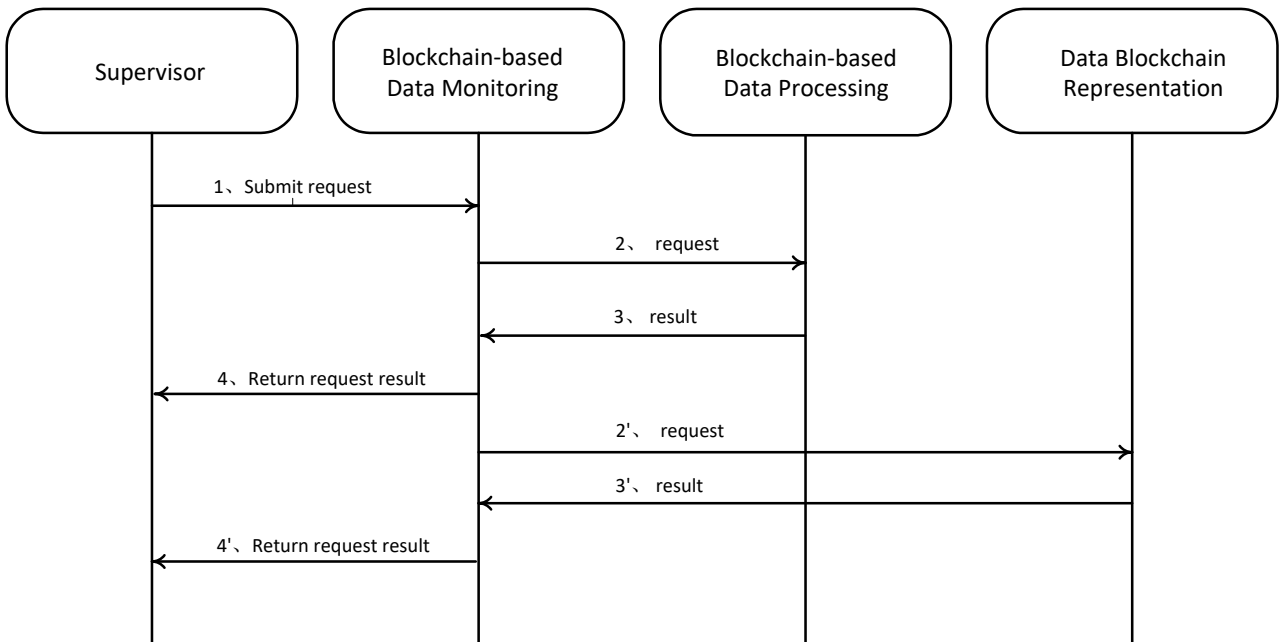 Supervisor
Blockchain-based
Data Monitoring
Blockchain-based
Data Processing
Data Blockchain
Representation
1、Submit request
2、 request
3、 result
4、Return request result
2'、 request
3'、 result
4'、Return request result